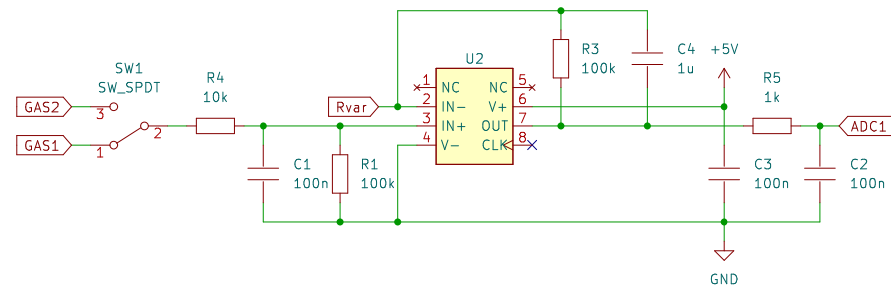 SW1
SW_SPDT
GAS2
3
GAS1
1
2
R4
10k
C1
100n
R1
100k
Rvar
U2
1 NC
2 IN-
3 IN+
4 V-
NC 5
V+ 6
OUT 7
CLK 8
R3
100k
C4
1u
+5V
R5
1k
ADC1
C3
100n
C2
100n
GND